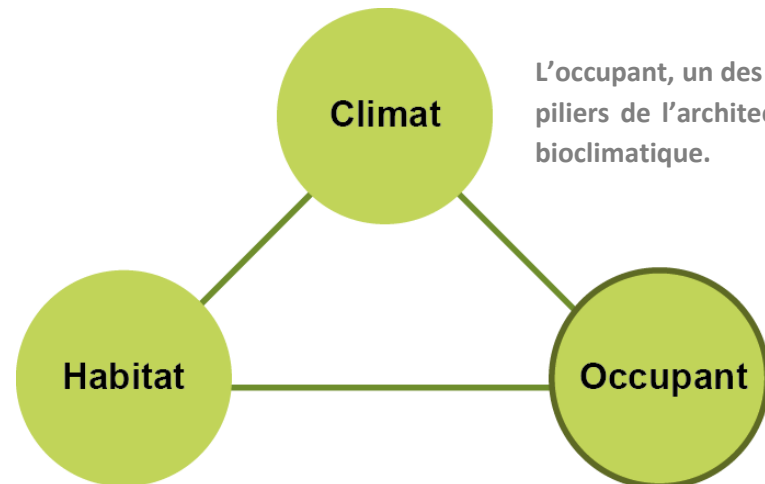 Climat
L’occupant, un des
piliers de l’architec
bioclimatique.
Habitat
Occupant